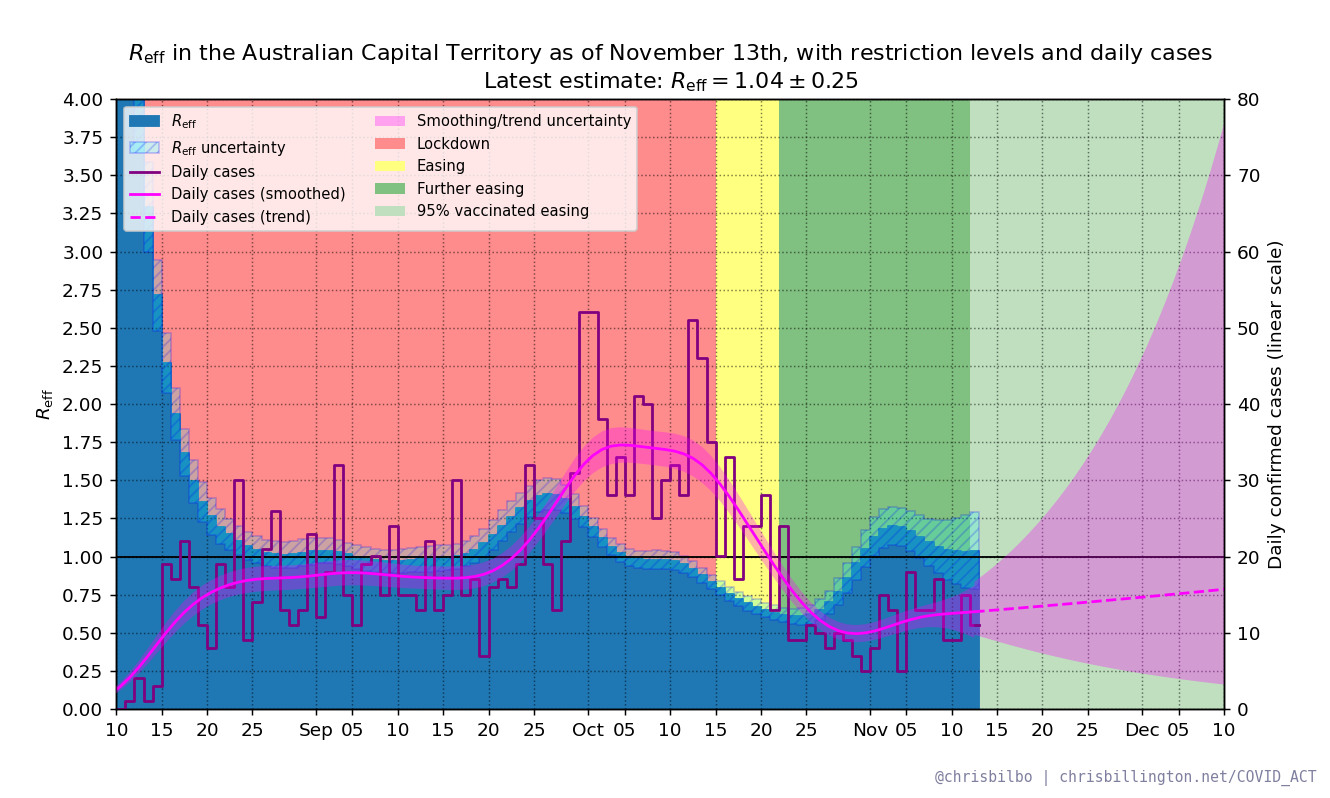 R_eff in the Australian Capital Territory as of November 13th, with restriction levels and daily cases
Latest estimate: R_eff = 1.04 ± 0.25
R_eff
R_eff uncertainty
Daily cases
Daily cases (smoothed)
Daily cases (trend)
Smoothing/trend uncertainty
Lockdown
Easing
Further easing
95% vaccinated easing
4.00
3.75
3.50
3.25
3.00
2.75
2.50
2.25
2.00
1.75
1.50
1.25
1.00
0.75
0.50
0.25
0.00
R_eff
80
70
60
50
40
30
20
10
0
Daily confirmed cases (linear scale)
10 15 20 25 Sep 05 10 15 20 25 Oct 05 10 15 20 25 Nov 05 10 15 20 25 Dec 05 10
@chrisbilbo | chrisbillington.net/COVID_ACT